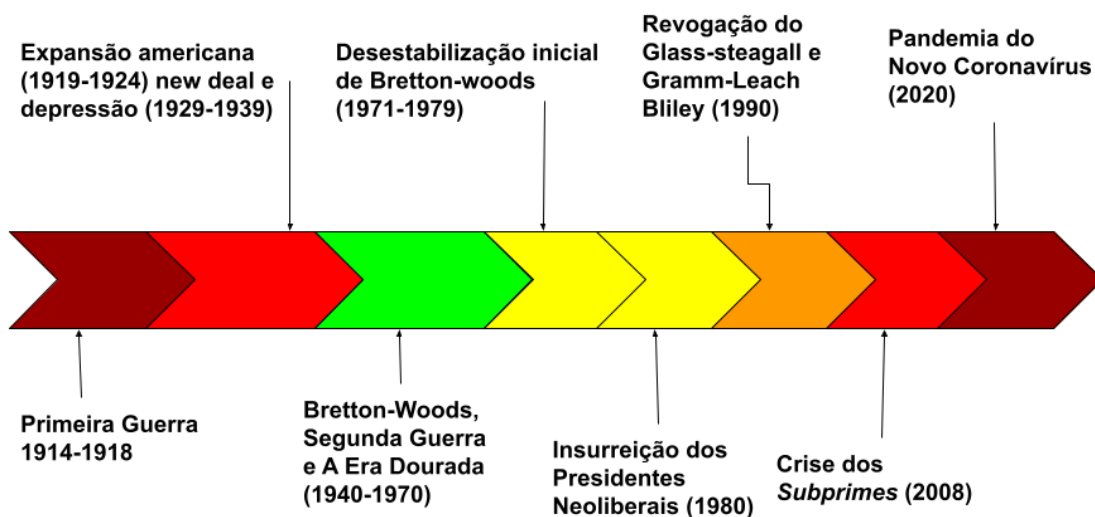 Expansão americana
(1919-1924) new deal e
depressão (1929-1939)
Desestabilização inicial
de Bretton-woods
(1971-1979)
Revogação do
Glass-steagall e
Gramm-Leach
Bliley (1990)
Pandemia do
Novo Coronavírus
(2020)
Primeira Guerra
1914-1918
Bretton-Woods,
Segunda Guerra
e A Era Dourada
(1940-1970)
Insurreição dos
Presidentes
Neoliberais (1980)
Crise dos
Subprimes (2008)